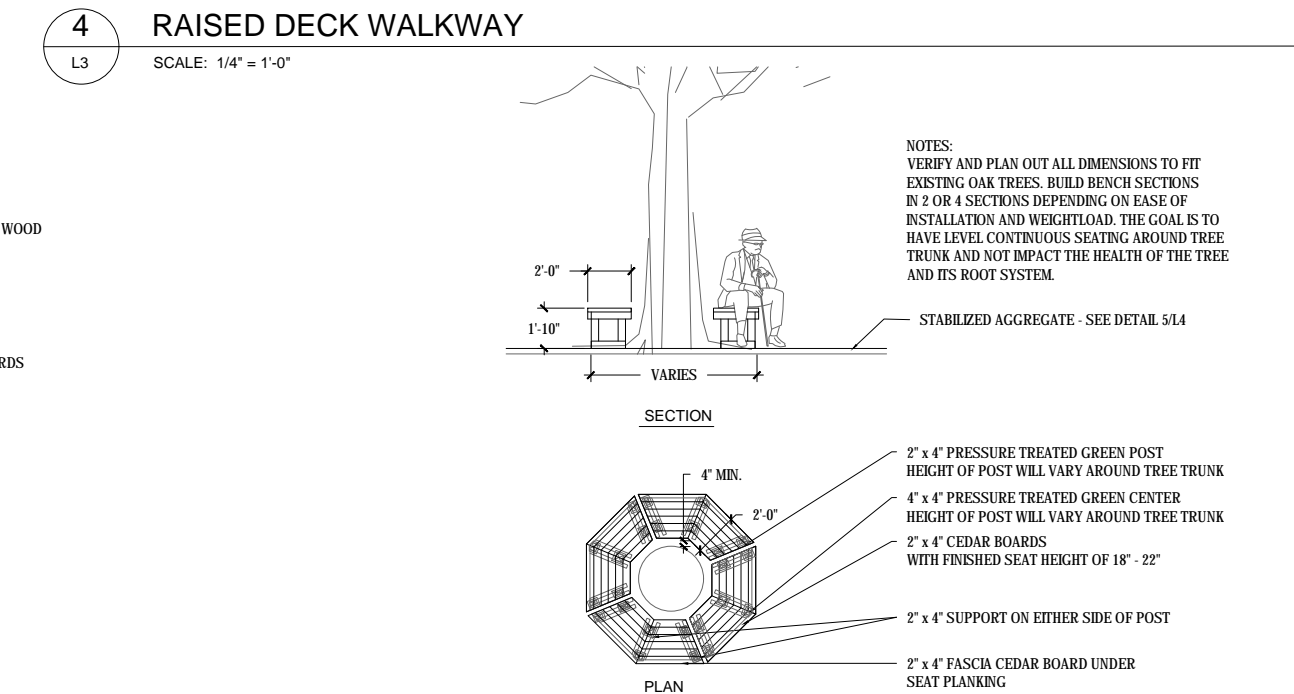 4
RAISED DECK WALKWAY
L3
SCALE: 1/4" = 1'-0"
WOOD
RDS
NOTES:
VERIFY AND PLAN OUT ALL DIMENSIONS TO FIT
EXISTING OAK TREES. BUILD BENCH SECTIONS
IN 2 OR 4 SECTIONS DEPENDING ON EASE OF
INSTALLATION AND WEIGHTLOAD. THE GOAL IS TO
HAVE LEVEL CONTINUOUS SEATING AROUND TREE
TRUNK AND NOT IMPACT THE HEALTH OF THE TREE
AND ITS ROOT SYSTEM.
2'-0"
1'-10"
STABILIZED AGGREGATE - SEE DETAIL 5/L4
VARIES
SECTION
4" MIN.
2'-0"
2" x 4" PRESSURE TREATED GREEN POST
HEIGHT OF POST WILL VARY AROUND TREE TRUNK
4" x 4" PRESSURE TREATED GREEN CENTER
HEIGHT OF POST WILL VARY AROUND TREE TRUNK
2" x 4" CEDAR BOARDS
WITH FINISHED SEAT HEIGHT OF 18" - 22"
2" x 4" SUPPORT ON EITHER SIDE OF POST
2" x 4" FASCIA CEDAR BOARD UNDER
SEAT PLANKING
PLAN